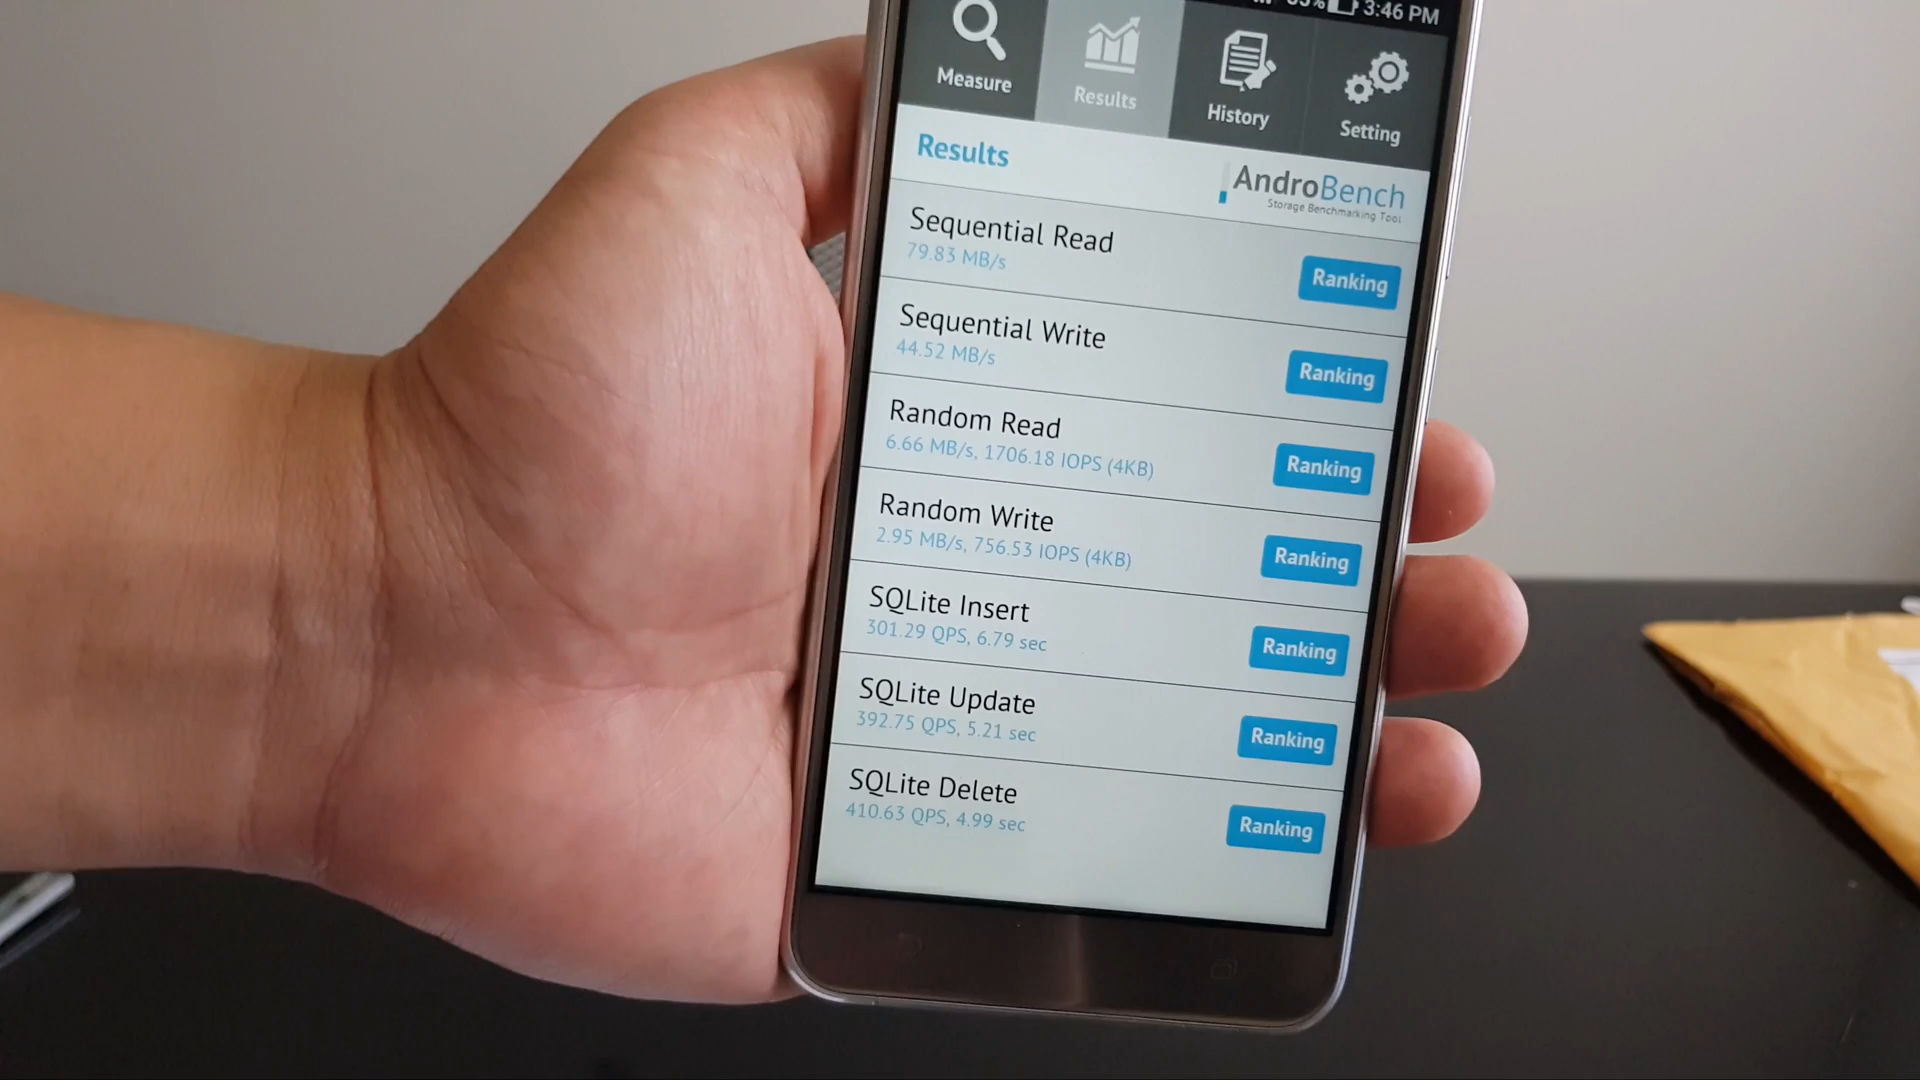 3:46 PM
Measure
Results
History
Setting
Results
AndroBench
Storage Benchmarking Tool
Sequential Read
79.83 MB/s
Ranking
Sequential Write
44.52 MB/s
Ranking
Random Read
6.66 MB/s, 1706.18 IOPS (4KB)
Ranking
Random Write
2.95 MB/s, 756.53 IOPS (4KB)
Ranking
SQLite Insert
301.29 QPS, 6.79 sec
Ranking
SQLite Update
392.75 QPS, 5.21 sec
Ranking
SQLite Delete
410.63 QPS, 4.99 sec
Ranking